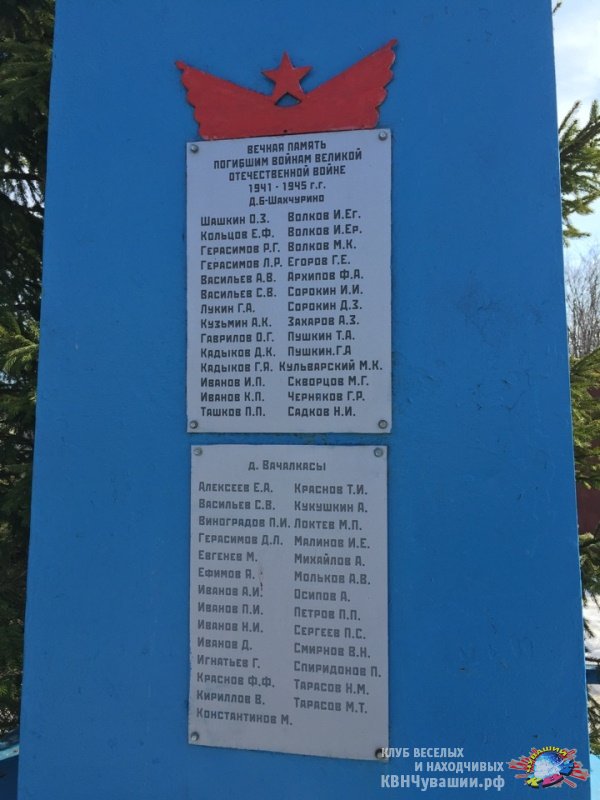 ВЕЧНАЯ ПАМЯТЬ
ПОГИБШИМ ВОЙНАМ ВЕЛИКОЙ
ОТЕЧЕСТВЕННОЙ ВОЙНЕ
1941 - 1945 г.г.
Д.Б-ШАХЧУРИНО
ШАШКИН О.З. ВОЛКОВ И.ЕГ.
КОЛЬЦОВ Е.Ф. ВОЛКОВ И.ЕР.
ГЕРАСИМОВ Р.Г. ВОЛКОВ М.К.
ГЕРАСИМОВ Л.Р. ЕГОРОВ Г.Е.
ВАСИЛЬЕВ А.В. АРХИПОВ Ф.А.
ВАСИЛЬЕВ С.В. СОРОКИН И.И.
ЛУКИН Г.А. СОРОКИН Д.З.
КУЗЬМИН А.К. ЗАХАРОВ А.З.
ГАВРИЛОВ О.Г. ПУШКИН Т.А.
КАДЫКОВ Д.К. ПУШКИН.Г.А
КАДЫКОВ Г.Я. КУЛЬВАРСКИЙ М.К.
ИВАНОВ И.П. СКВОРЦОВ М.Г.
ИВАНОВ К.П. ЧЕРНЯКОВ Г.Р.
ТАШКОВ П.П. САДКОВ Н.И.
д. ВАЧАЛКАСЫ
АЛЕКСЕЕВ Е.А. КРАСНОВ Т.И.
ВАСИЛЬЕВ С.В. КУКУШКИН А.
ВИНОГРАДОВ П.И. ЛОКТЕВ М.П.
ГЕРАСИМОВ Д.Л. МАЛИНОВ И.Е.
ЕВГЕНЕВ М. МИХАЙЛОВ А.
ЕФИМОВ Я. МОЛЬКОВ А.В.
ИВАНОВ А.И. ОСИПОВ А.
ИВАНОВ П.И. ПЕТРОВ П.П.
ИВАНОВ Н.И. СЕРГЕЕВ П.С.
ИВАНОВ Д. СМИРНОВ В.Н.
ИГНАТЬЕВ Г. СПИРИДОНОВ П.
КРАСНОВ Ф.Ф. ТАРАСОВ Н.М.
КИРИЛЛОВ В. ТАРАСОВ М.Т.
КОНСТАНТИНОВ М.
КЛУБ ВЕСЕЛЫХ
И НАХОДЧИВЫХ
КВНЧувашии.рф